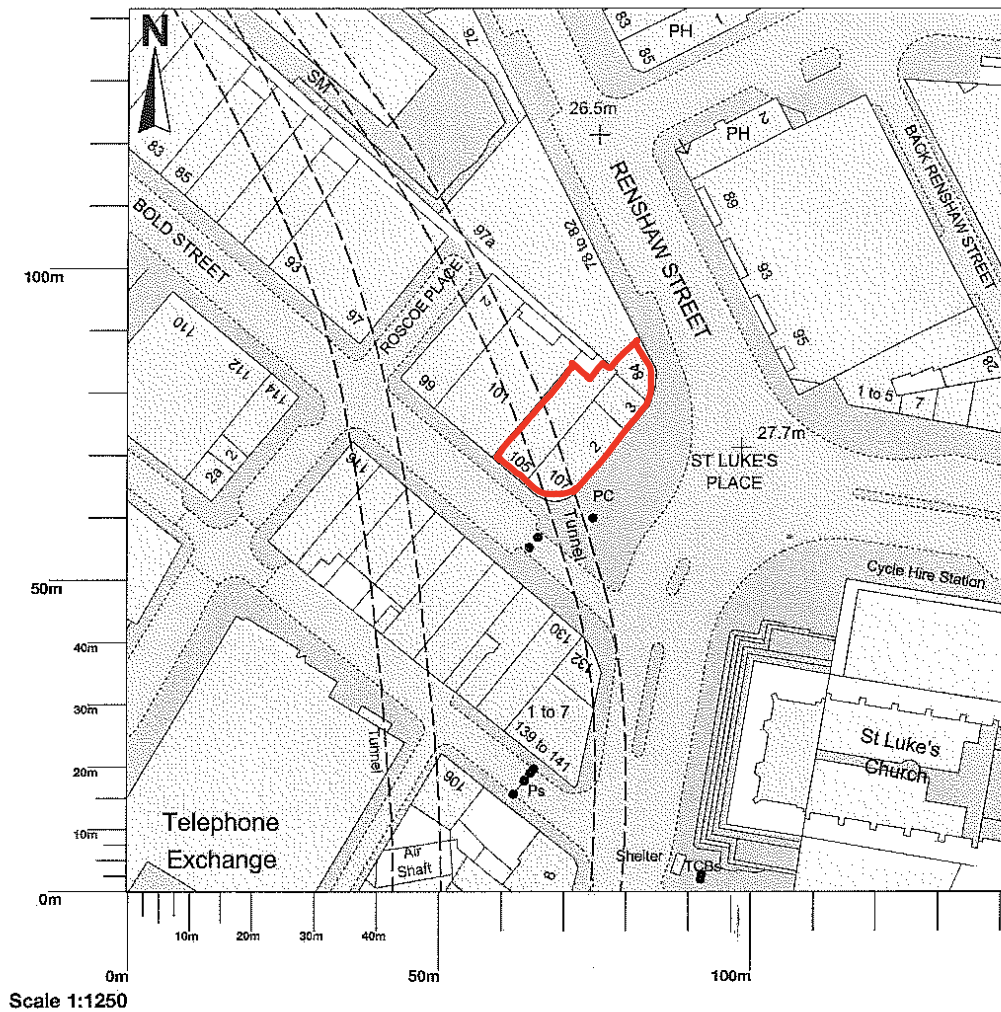 N
SM
76
83
1
85
PH
26.5m
PH
2
RENSHAW STREET
BACK RENSHAW STREET
89
93
95
78 to 82
97a
83
85
BOLD STREET
93
97
ROSCOE PLACE
100m
110
112
114
2
2a
2
99
101
84
3
2
105
107
1 to 5
7
28
27.7m
ST LUKE'S
PLACE
PC
Tunnel
116
50m
Cycle Hire Station
40m
130
132
30m
1 to 7
139 to 141
St Luke's
Church
Tunnel
20m
106
Ps
10m
Telephone
Exchange
Air
Shaft
8
Shelter
TCBs
0m
10m
20m
30m
40m
0m
50m
100m
Scale 1:1250